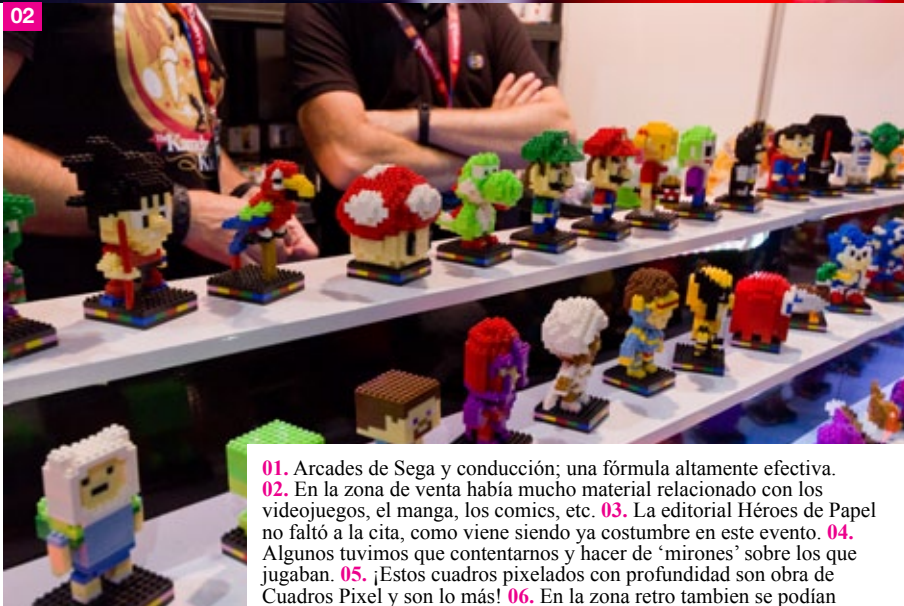 02
01. Arcades de Sega y conducción; una fórmula altamente efectiva.
02. En la zona de venta había mucho material relacionado con los
videojuegos, el manga, los comics, etc. 03. La editorial Héroes de Papel
no faltó a la cita, como viene siendo ya costumbre en este evento. 04.
Algunos tuvimos que contentarnos y hacer de ‘mirones’ sobre los que
jugaban. 05. ¡Estos cuadros pixelados con profundidad son obra de
Cuadros Pixel y son lo más! 06. En la zona retro tambien se podían